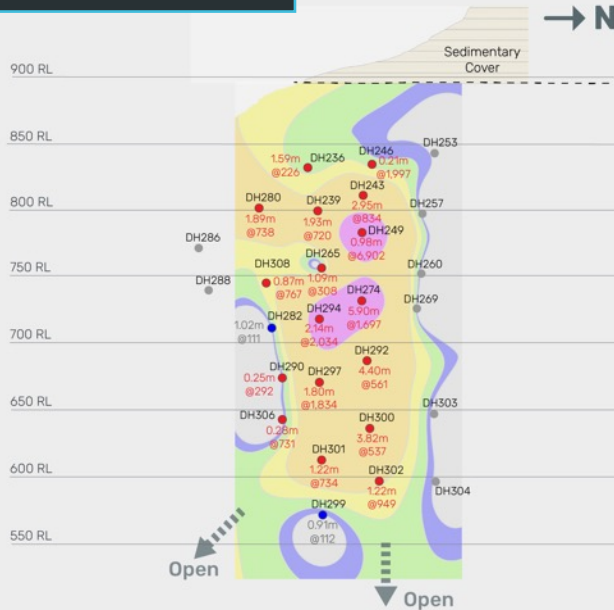 N
Sedimentary
Cover
900 RL
850 RL
DH253
DH246
0.21m
@1,997
DH236
1.59m
@226
DH243
2.95m
@834
800 RL
DH280
1.89m
@738
DH239
1.93m
@720
DH257
DH249
0.98m
@6,902
DH286
DH265
1.09m
@308
DH260
750 RL
DH308
0.87m
@767
DH288
DH274
5.90m
@1,697
DH269
DH294
2.14m
@2,034
DH282
1.02m
@111
700 RL
DH292
4.40m
@561
DH290
0.25m
@292
DH297
1.80m
@1,834
650 RL
DH306
0.28m
@731
DH303
DH300
3.82m
@537
DH301
1.22m
@734
600 RL
DH302
1.22m
@949
DH304
DH299
0.91m
@112
550 RL
Open
Open